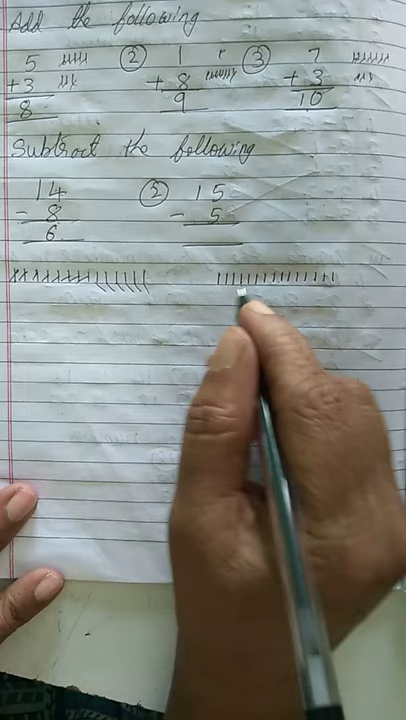 Add the following
5 ② 1 ③ 7
+3 + 8 + 3
8 9 10
Subtract the following
14 ② 15
- 8 - 5
6